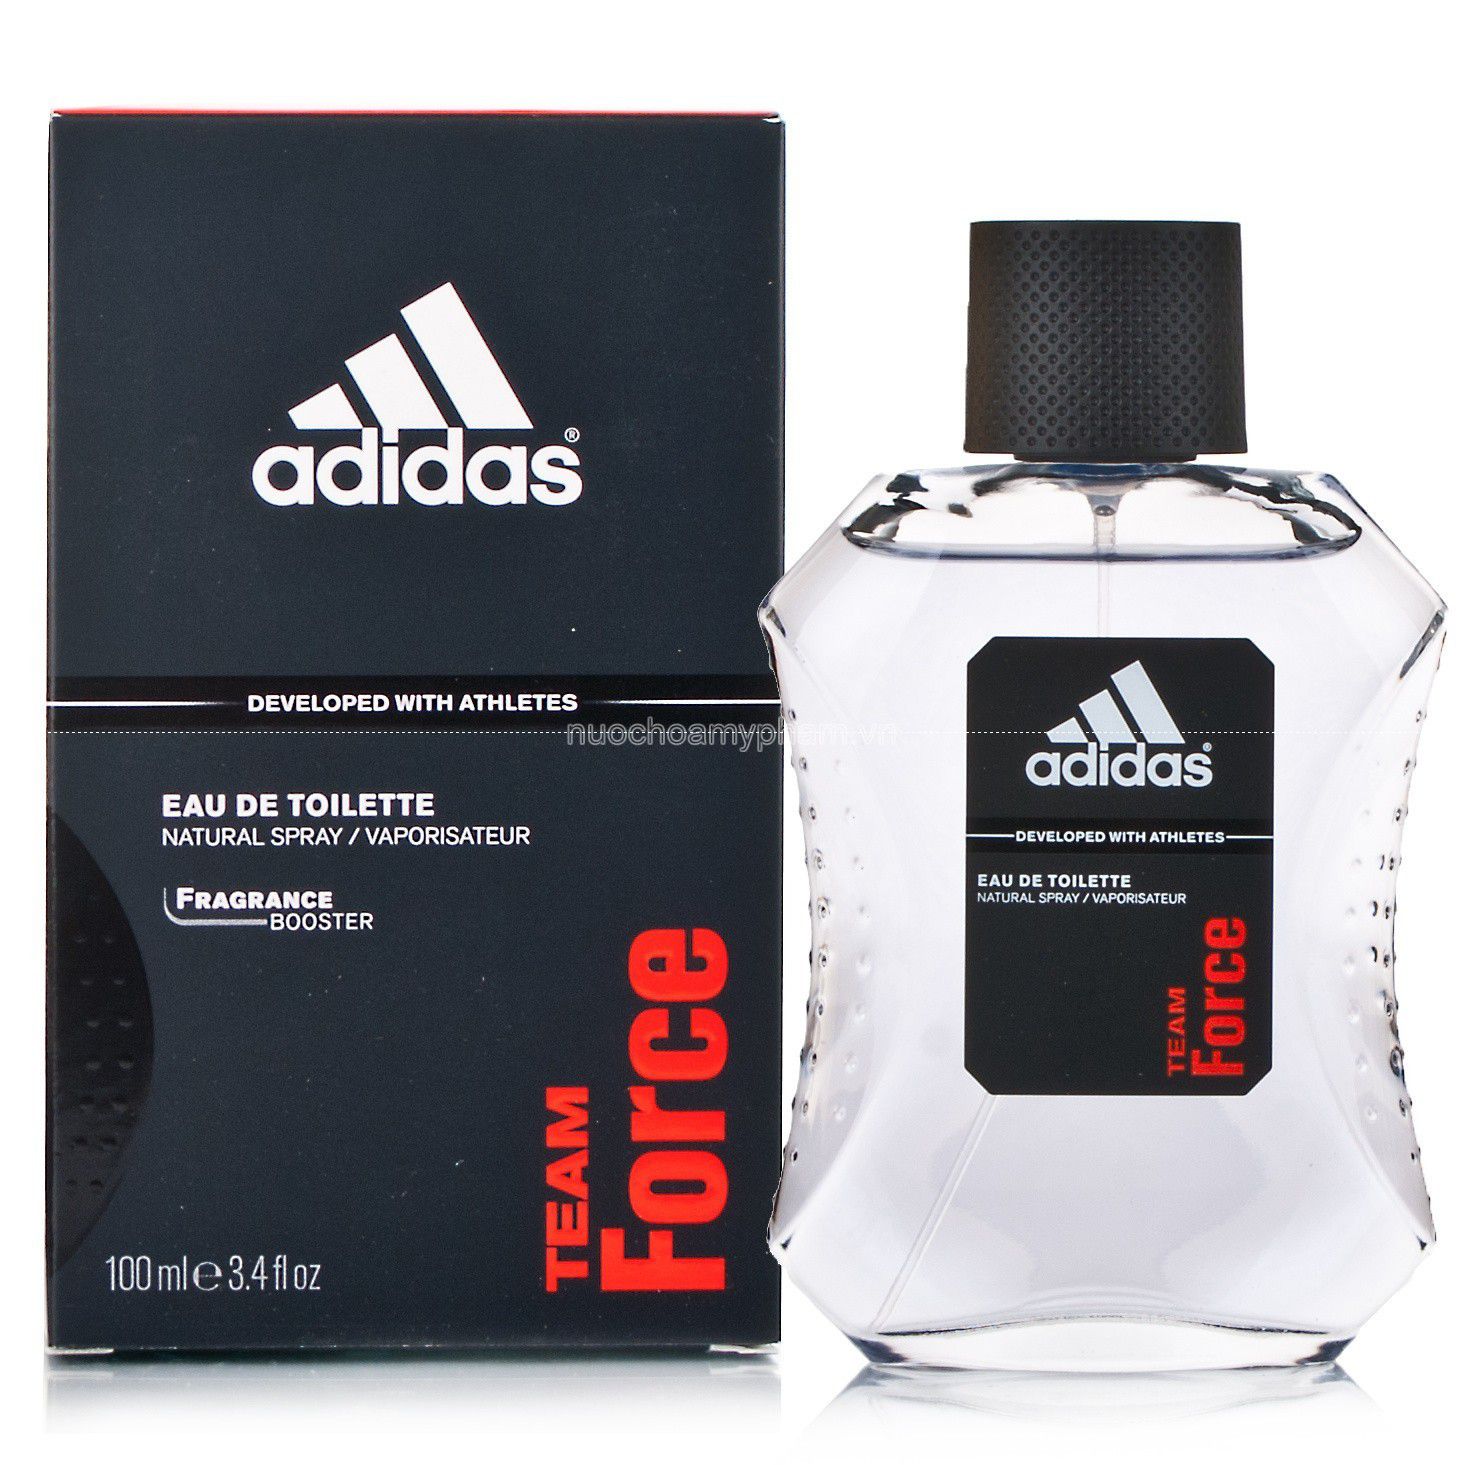 adidas®
DEVELOPED WITH ATHLETES
nuochoamypham.vn
EAU DE TOILETTE
NATURAL SPRAY / VAPORISATEUR
FRAGRANCE
BOOSTER
TEAM
Force
100 ml e 3.4 fl oz
adidas®
DEVELOPED WITH ATHLETES
EAU DE TOILETTE
NATURAL SPRAY / VAPORISATEUR
TEAM
Force